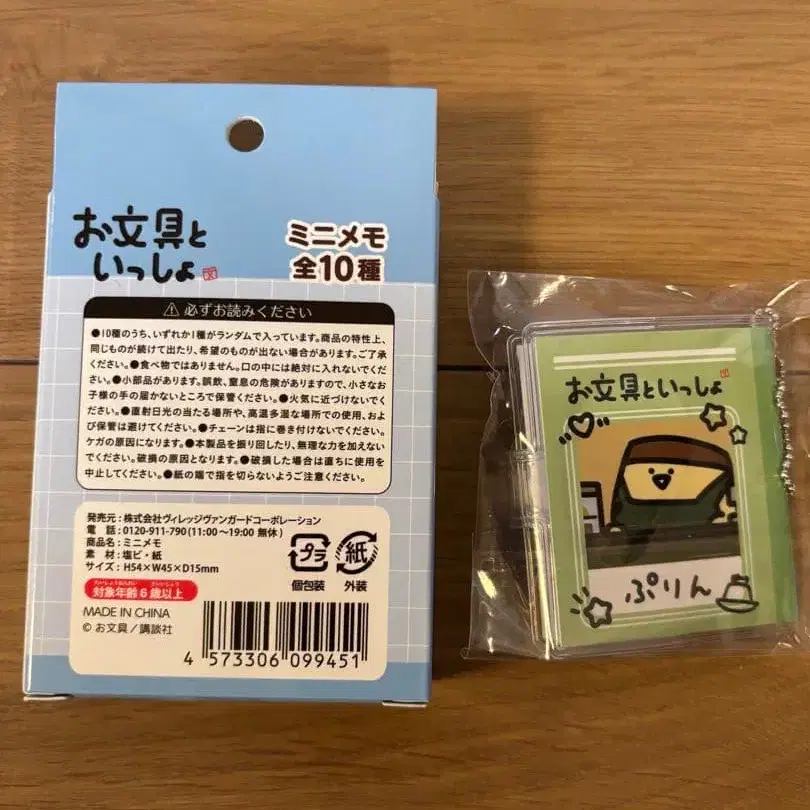 お文具と
いっしょ
ミニメモ
全10種
⚠必ずお読みください
●10種のうち、いずれか1種がランダムで入っています。商品の特性上、
同じものが続けて出たり、希望のものが出ない場合があります。ご了承
ください。●食べ物ではありません。口の中には絶対に入れないでくだ
さい。●小部品があります。誤飲、窒息の危険がありますので、小さなお
子様の手の届かないところで保管ください。●火気に近づけないでく
ださい。●直射日光の当たる場所や、高温多湿な場所での使用、およ
び保管は避けてください。●チェーンは指に巻き付けないでください。
ケガの原因になります。●本製品を振り回したり、無理な力を加えない
でください。破損の原因となります。●破損した場合は直ちに使用を
中止してください。●紙の端で指を切らないようご注意ください。
発売元:株式会社ヴィレッジヴァンガードコーポレーション
電　話:0120-911-790(11:00〜19:00 無休)
商品名:ミニメモ
素　材:塩ビ・紙
サイズ:H54×W45×D15mm
プラ
個包装
紙
外装
対象年齢6歳以上
MADE IN CHINA
© お文具/講談社
4 573306 099451
お文具といっしょ
ぷりん